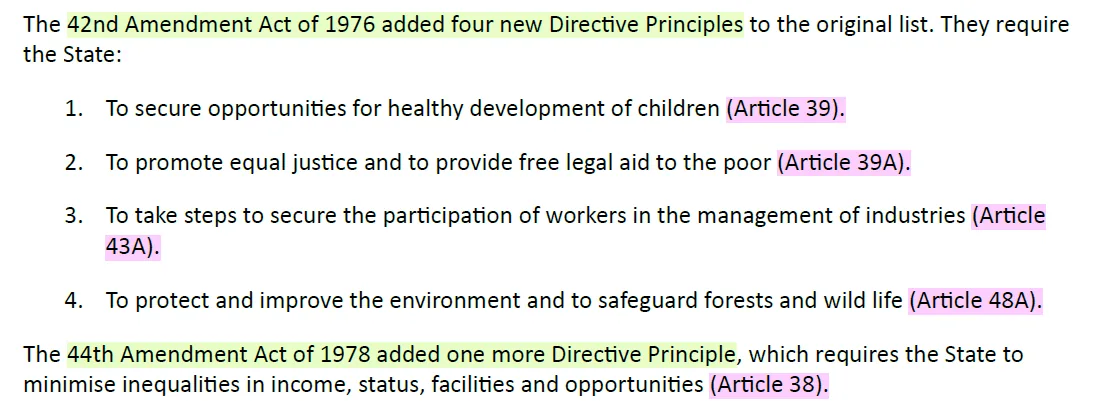 The 42nd Amendment Act of 1976 added four new Directive Principles to the original list. They require
the State:
1. To secure opportunities for healthy development of children (Article 39).
2. To promote equal justice and to provide free legal aid to the poor (Article 39A).
3. To take steps to secure the participation of workers in the management of industries (Article
43A).
4. To protect and improve the environment and to safeguard forests and wild life (Article 48A).
The 44th Amendment Act of 1978 added one more Directive Principle, which requires the State to
minimise inequalities in income, status, facilities and opportunities (Article 38).